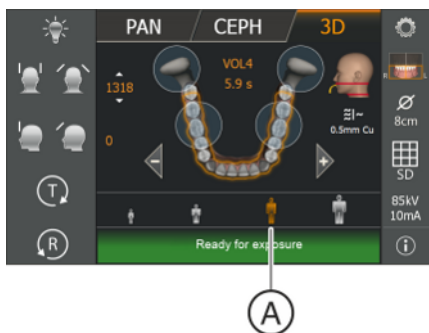 PAN CEPH 3D
VOL4
5.9 s
1318
0
0.5mm Cu
R L
8cm
SD
85kV
10mA
T
R
Ready for exposure
A